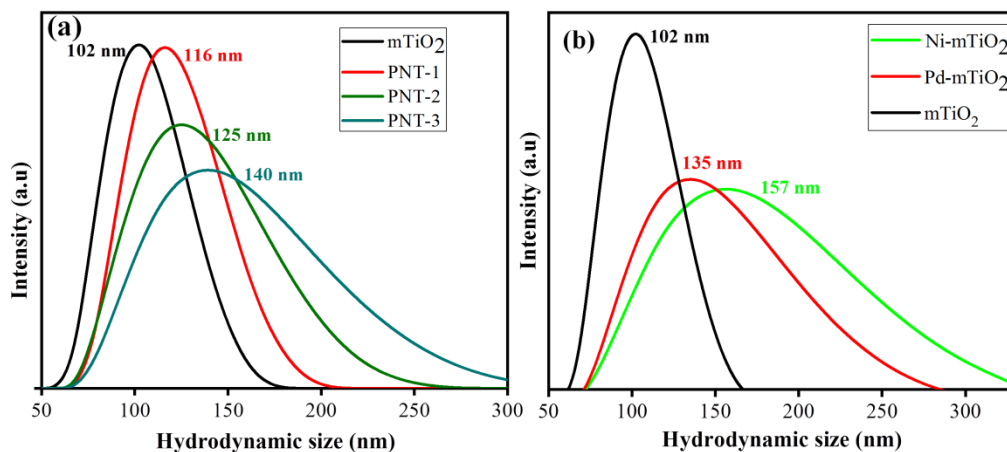 (a)
102 nm
116 nm
125 nm
140 nm
mTiO2
PNT-1
PNT-2
PNT-3
Intensity (a.u)
50 100 150 200 250 300
Hydrodynamic size (nm)
(b)
102 nm
135 nm
157 nm
Ni-mTiO2
Pd-mTiO2
mTiO2
Intensity (a.u)
50 100 150 200 250 300
Hydrodynamic size (nm)